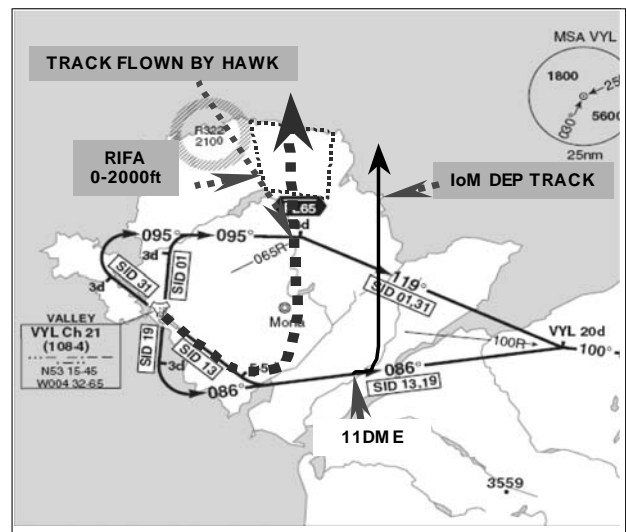 MSA VYL
1800
25
5600
030°
25nm
TRACK FLOWN BY HAWK
R322
2100
RIFA
0-2000ft
IoM DEP TRACK
095°
095°
3d
SID 01
SID 31
3d
065R
119°
SID 01,31
Mona
VALLEY
VYL Ch 21
(108·4)
N53 15-45
W004 32-65
SID 19
SID 13
3d
086°
086°
SID 13,19
100R
VYL 20d
100°
11DME
3559